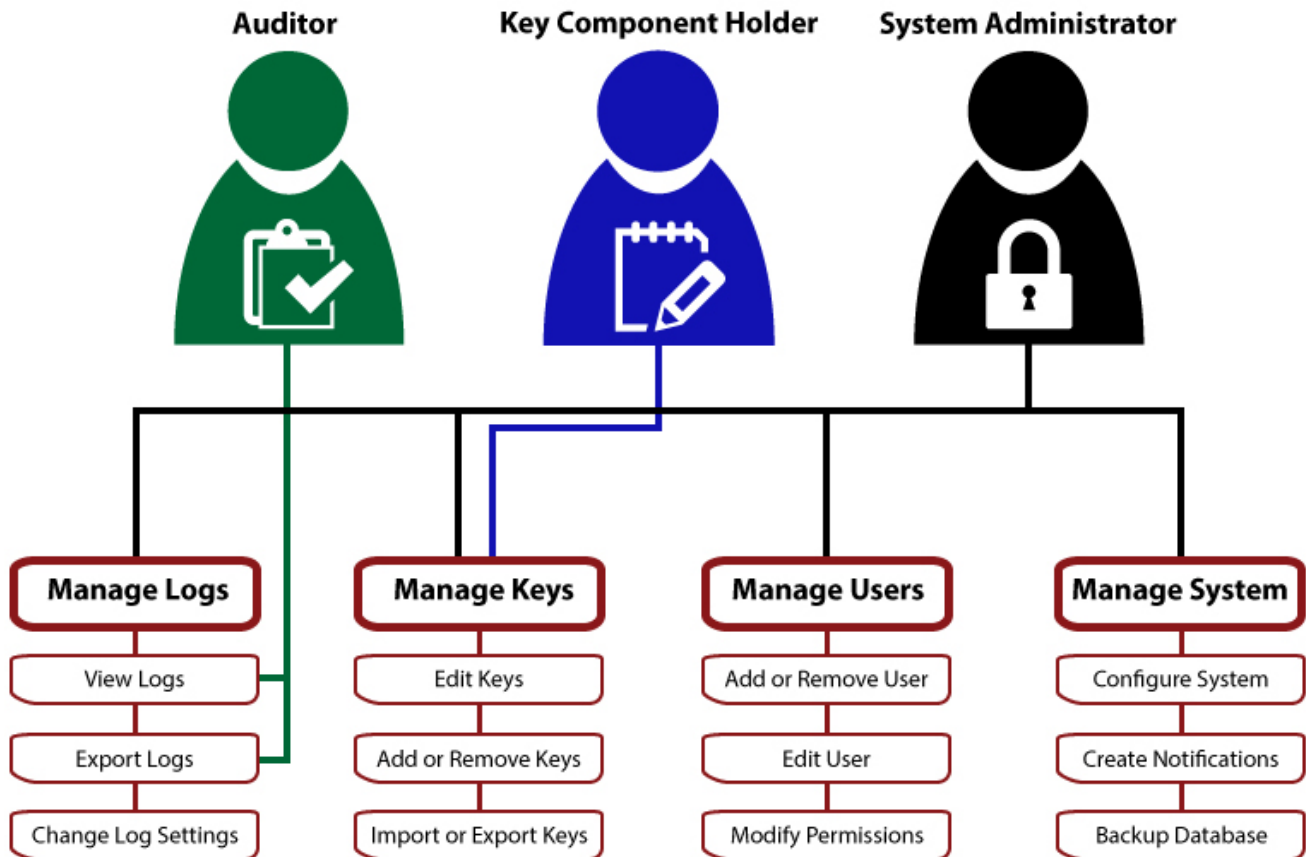 Auditor
Key Component Holder
System Administrator
Manage Logs
View Logs
Export Logs
Change Log Settings
Manage Keys
Edit Keys
Add or Remove Keys
Import or Export Keys
Manage Users
Add or Remove User
Edit User
Modify Permissions
Manage System
Configure System
Create Notifications
Backup Database